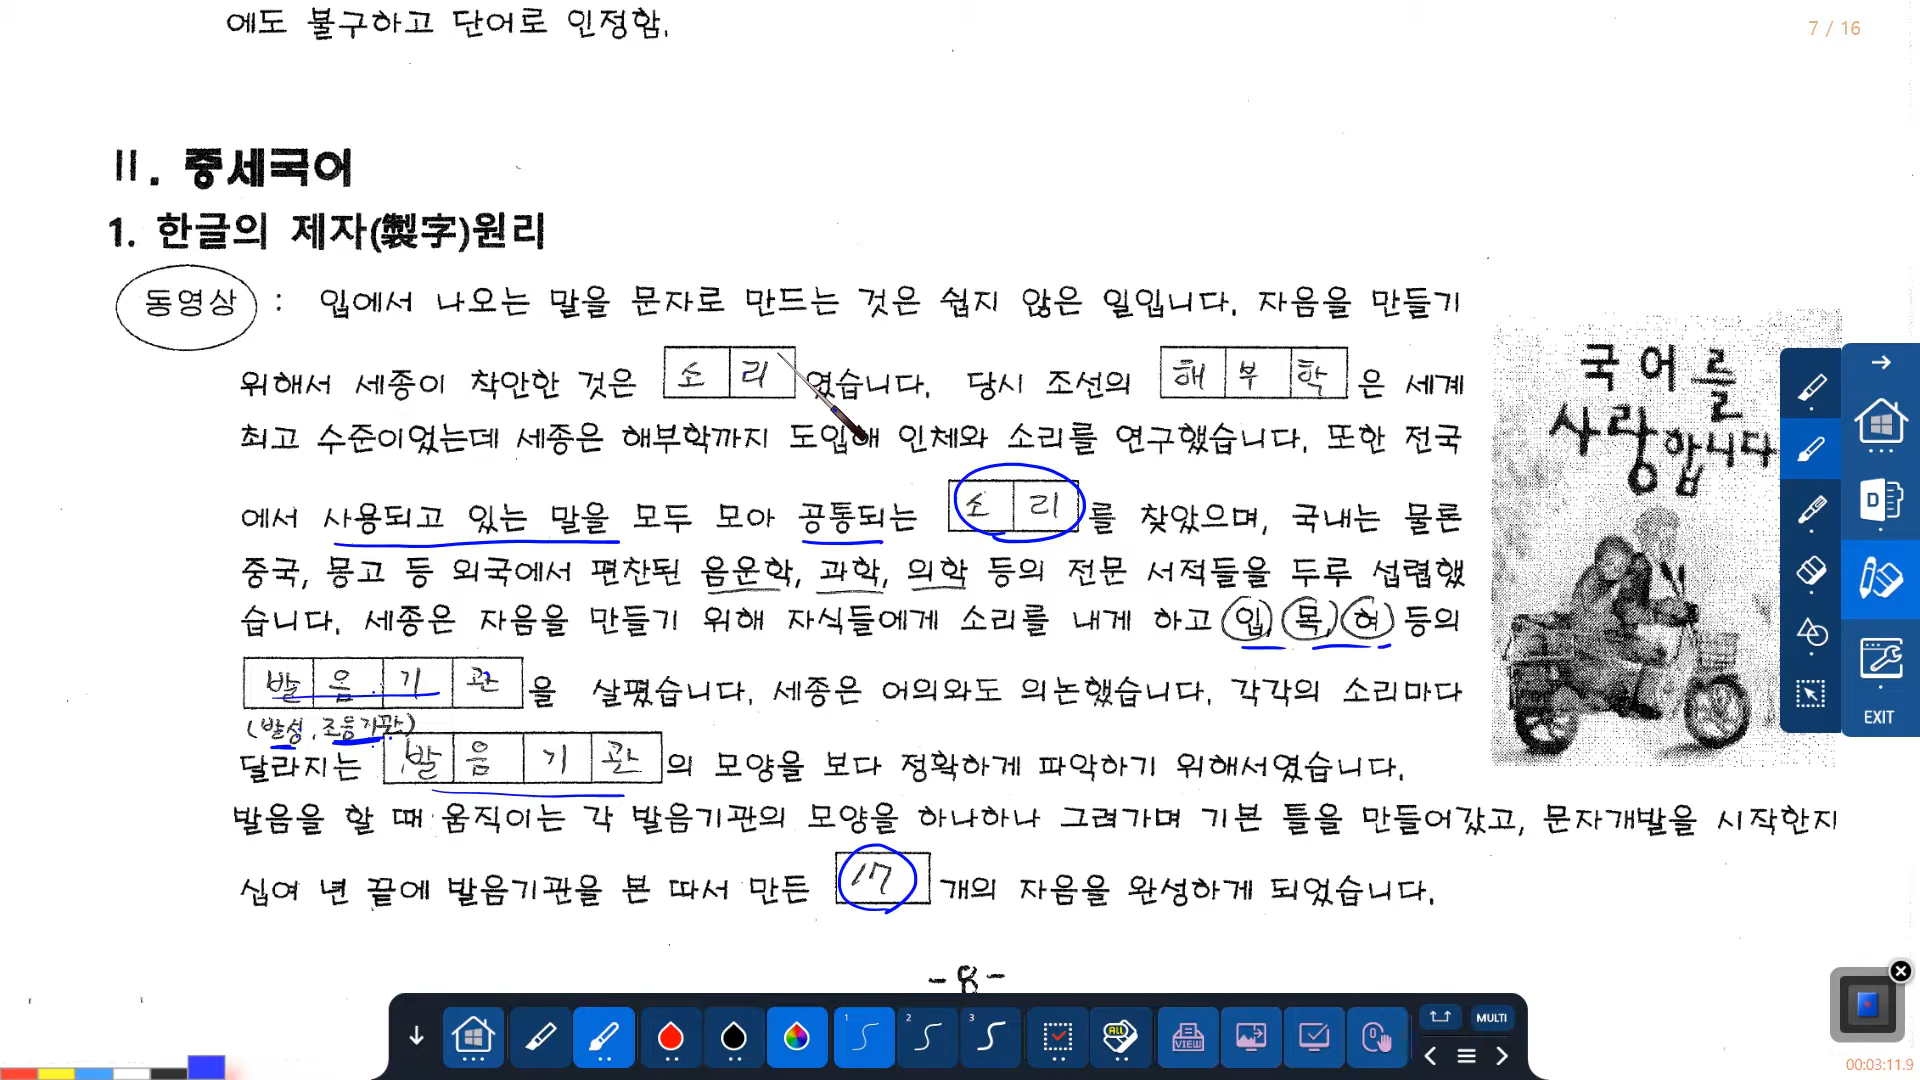 에도 불구하고 단어로 인정함.
7 / 16
Ⅱ. 중세국어
1. 한글의 제자(製字)원리
동영상 : 입에서 나오는 말을 문자로 만드는 것은 쉽지 않은 일입니다. 자음을 만들기
위해서 세종이 착안한 것은 소리 였습니다. 당시 조선의 해부학 은 세계
최고 수준이었는데 세종은 해부학까지 도입해 인체와 소리를 연구했습니다. 또한 전국
에서 사용되고 있는 말을 모두 모아 공통되는 소리 를 찾았으며, 국내는 물론
중국, 몽고 등 외국에서 편찬된 음운학, 과학, 의학 등의 전문 서적들을 두루 섭렵했
습니다. 세종은 자음을 만들기 위해 자식들에게 소리를 내게 하고 입, 목, 혀 등의
발음기관 을 살폈습니다. 세종은 어의와도 의논했습니다. 각각의 소리마다
(발성, 조음기관)
달라지는 발음기관 의 모양을 보다 정확하게 파악하기 위해서였습니다.
발음을 할 때 움직이는 각 발음기관의 모양을 하나하나 그려가며 기본 틀을 만들어갔고, 문자개발을 시작한지
십여 년 끝에 발음기관을 본 따서 만든 17 개의 자음을 완성하게 되었습니다.
국어를
사랑합니다
-8-
EXIT
1
2
3
ALL
VIEW
MULTI
00:03:11.9